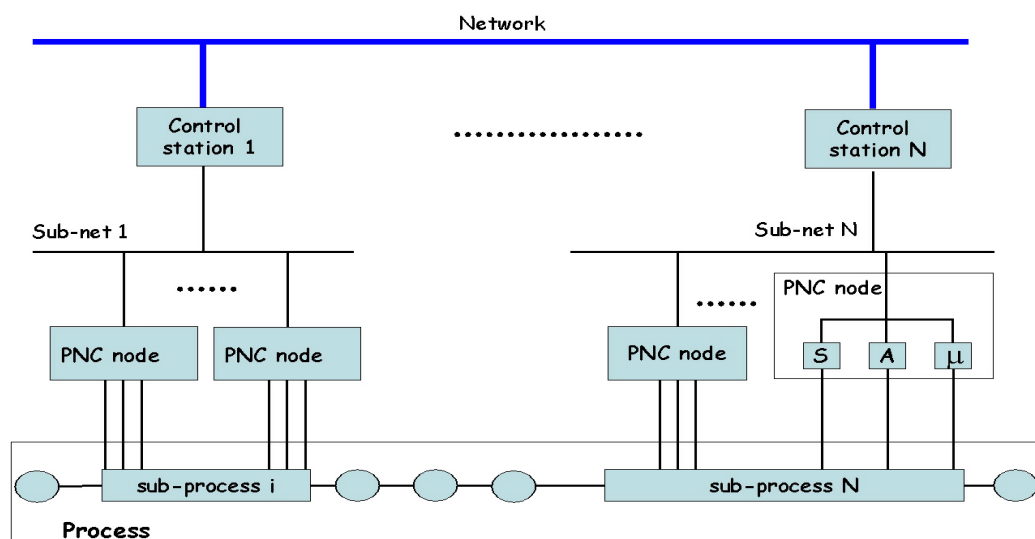 Network
Control
station 1
Control
station N
Sub-net 1
Sub-net N
PNC node
PNC node
PNC node
PNC node
S
A
μ
sub-process i
sub-process N
Process